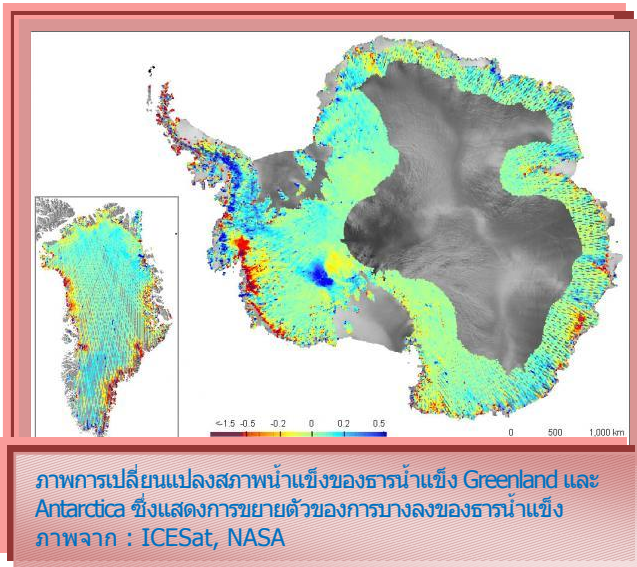 <-1.5 -0.5 -0.2 0 0.2 0.5
0 500 1,000 km
ภาพการเปลี่ยนแปลงสภาพน้ำแข็งของธารน้ำแข็ง Greenland และ
Antarctica ซึ่งแสดงการขยายตัวของการบางลงของธารน้ำแข็ง
ภาพจาก : ICESat, NASA